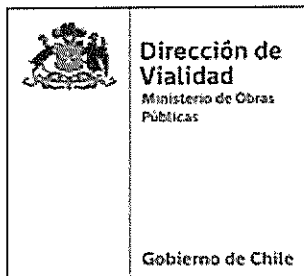 Dirección de
Vialidad
Ministerio de Obras
Públicas
Gobierno de Chile